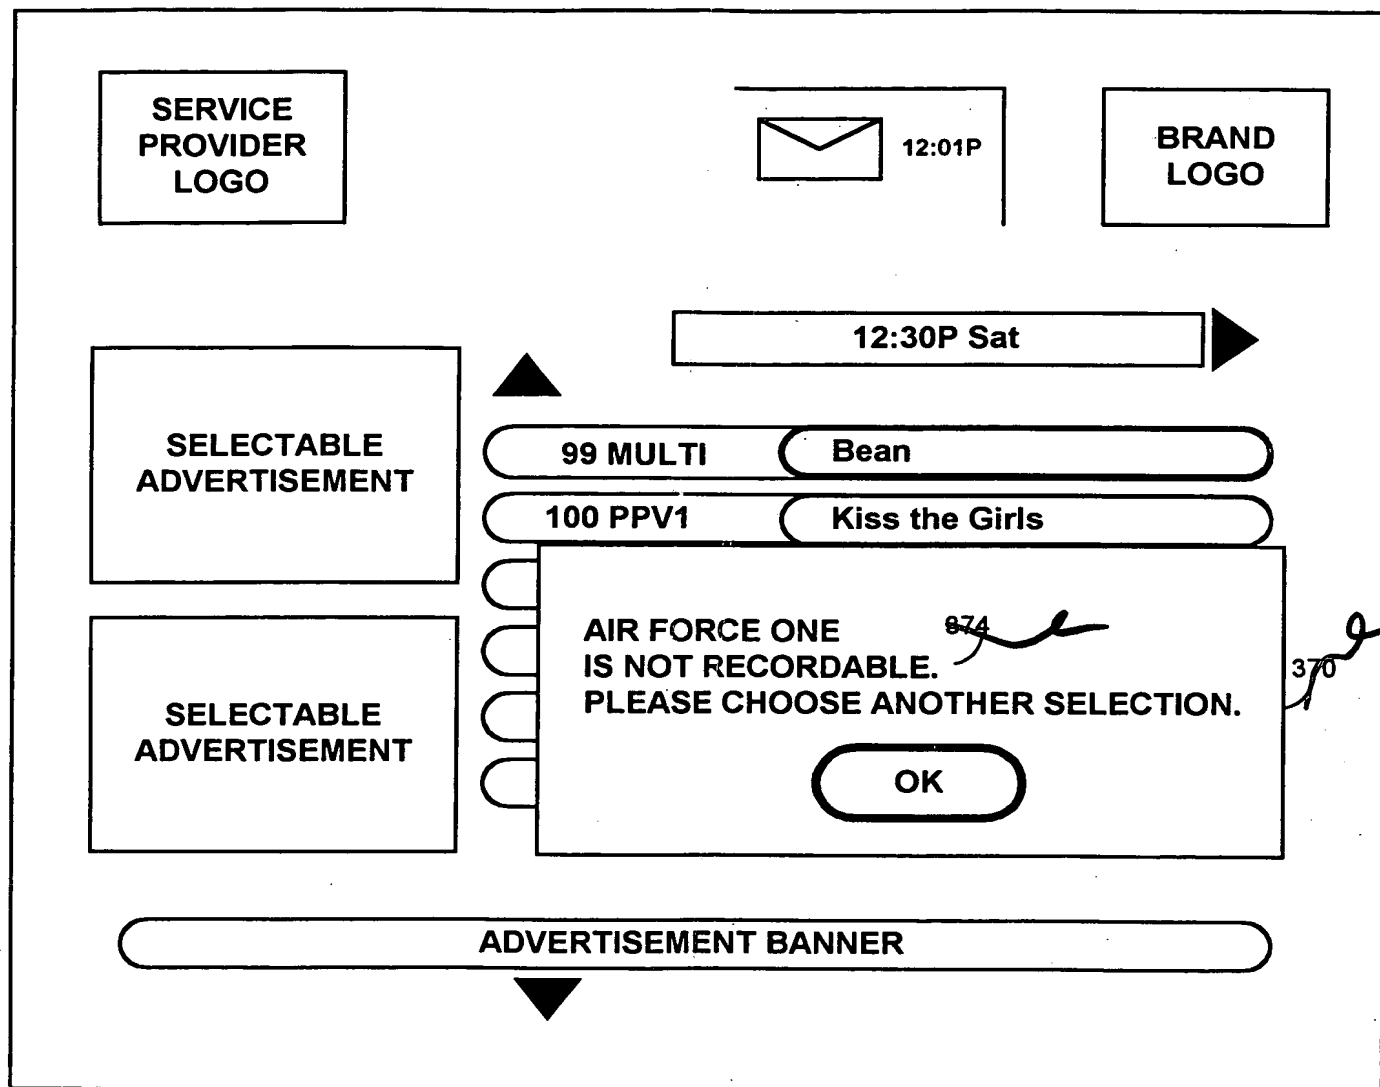 SERVICE
PROVIDER
LOGO
12:01P
BRAND
LOGO
12:30P Sat
SELECTABLE
ADVERTISEMENT
99 MULTI Bean
100 PPV1 Kiss the Girls
AIR FORCE ONE
874
IS NOT RECORDABLE.
370
PLEASE CHOOSE ANOTHER SELECTION.
SELECTABLE
ADVERTISEMENT
OK
ADVERTISEMENT BANNER